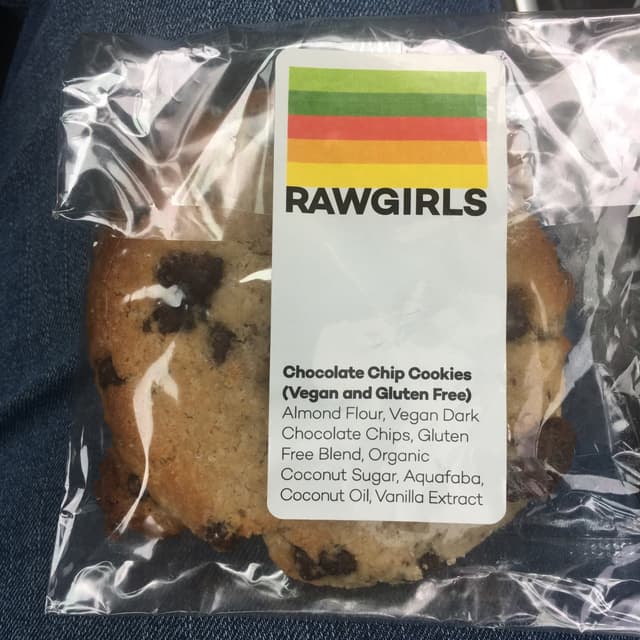 RAWGIRLS
Chocolate Chip Cookies
(Vegan and Gluten Free)
Almond Flour, Vegan Dark
Chocolate Chips, Gluten
Free Blend, Organic
Coconut Sugar, Aquafaba,
Coconut Oil, Vanilla Extract